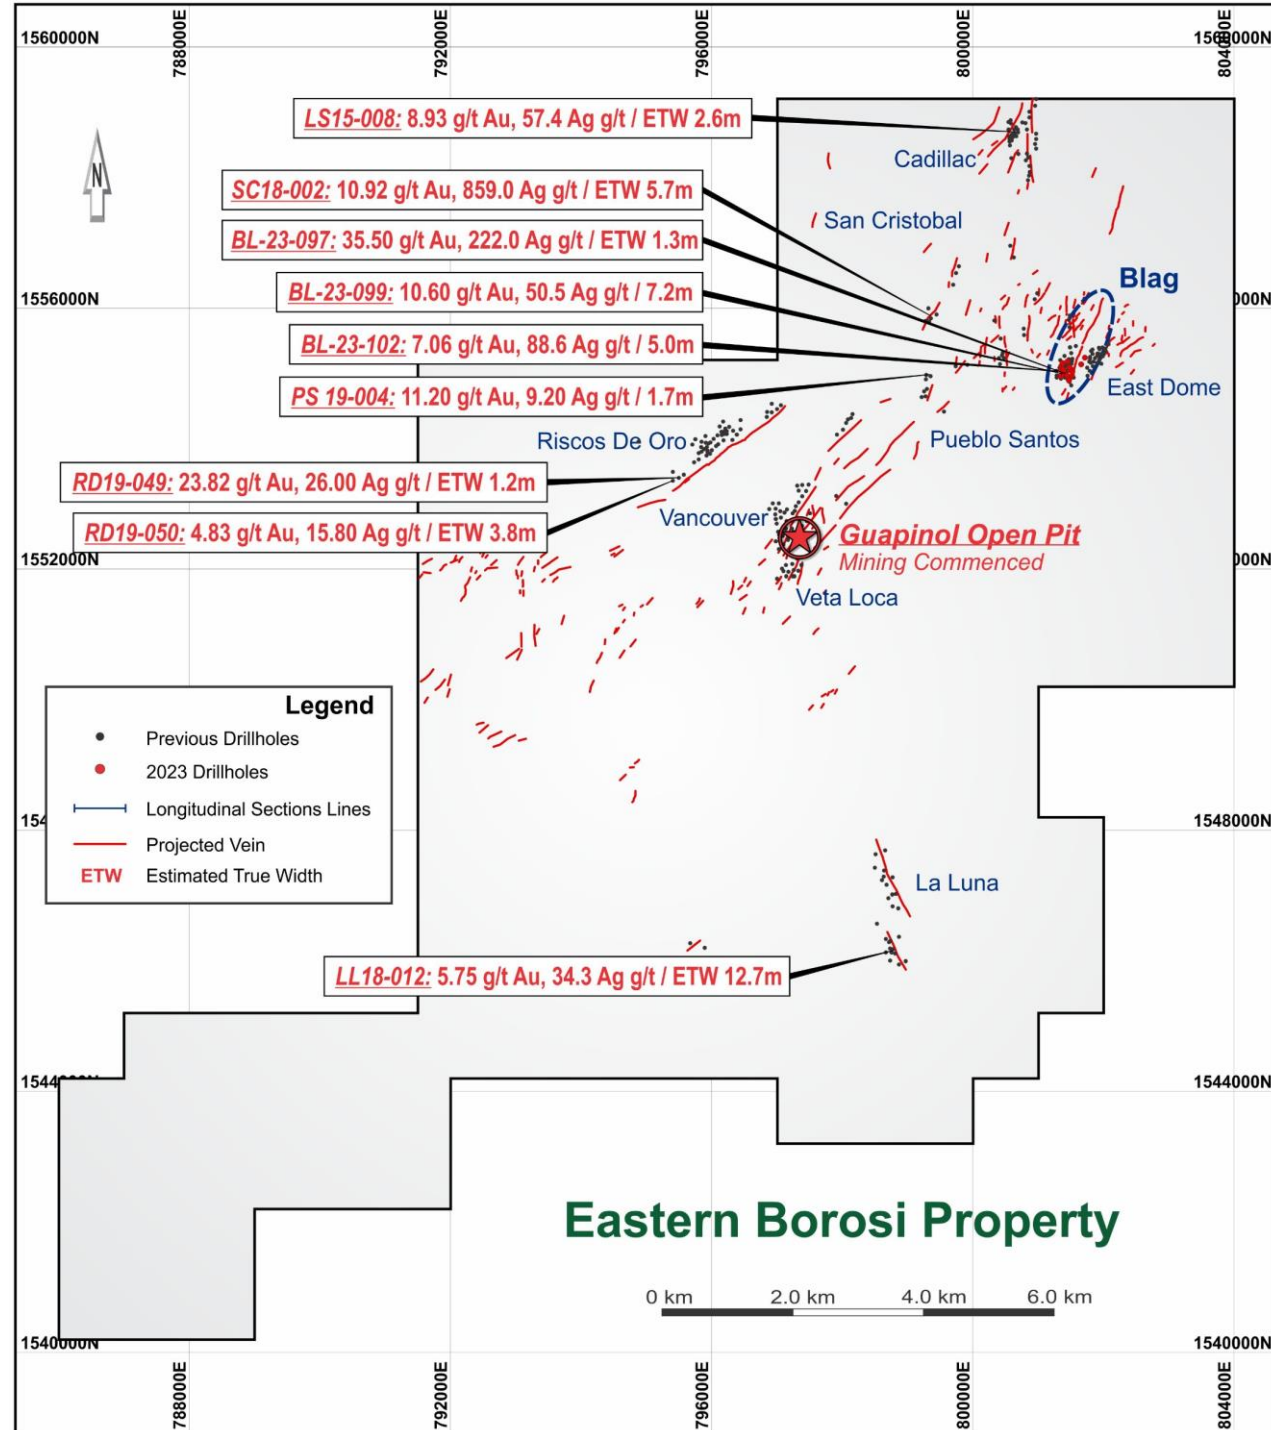 788000E
792000E
796000E
800000E
804000E
1560000N
1560000N
LS15-008: 8.93 g/t Au, 57.4 Ag g/t / ETW 2.6m
Cadillac
N
SC18-002: 10.92 g/t Au, 859.0 Ag g/t / ETW 5.7m
San Cristobal
BL-23-097: 35.50 g/t Au, 222.0 Ag g/t / ETW 1.3m
Blag
BL-23-099: 10.60 g/t Au, 50.5 Ag g/t / 7.2m
1556000N
000N
BL-23-102: 7.06 g/t Au, 88.6 Ag g/t / 5.0m
East Dome
PS 19-004: 11.20 g/t Au, 9.20 Ag g/t / 1.7m
Riscos De Oro
Pueblo Santos
RD19-049: 23.82 g/t Au, 26.00 Ag g/t / ETW 1.2m
Vancouver
RD19-050: 4.83 g/t Au, 15.80 Ag g/t / ETW 3.8m
Guapinol Open Pit
Mining Commenced
1552000N
000N
Veta Loca
Legend
Previous Drillholes
2023 Drillholes
Longitudinal Sections Lines
Projected Vein
ETW Estimated True Width
154
1548000N
La Luna
LL18-012: 5.75 g/t Au, 34.3 Ag g/t / ETW 12.7m
1544000N
1544000N
Eastern Borosi Property
0 km 2.0 km 4.0 km 6.0 km
1540000N
1540000N
788000E
792000E
796000E
800000E
804000E